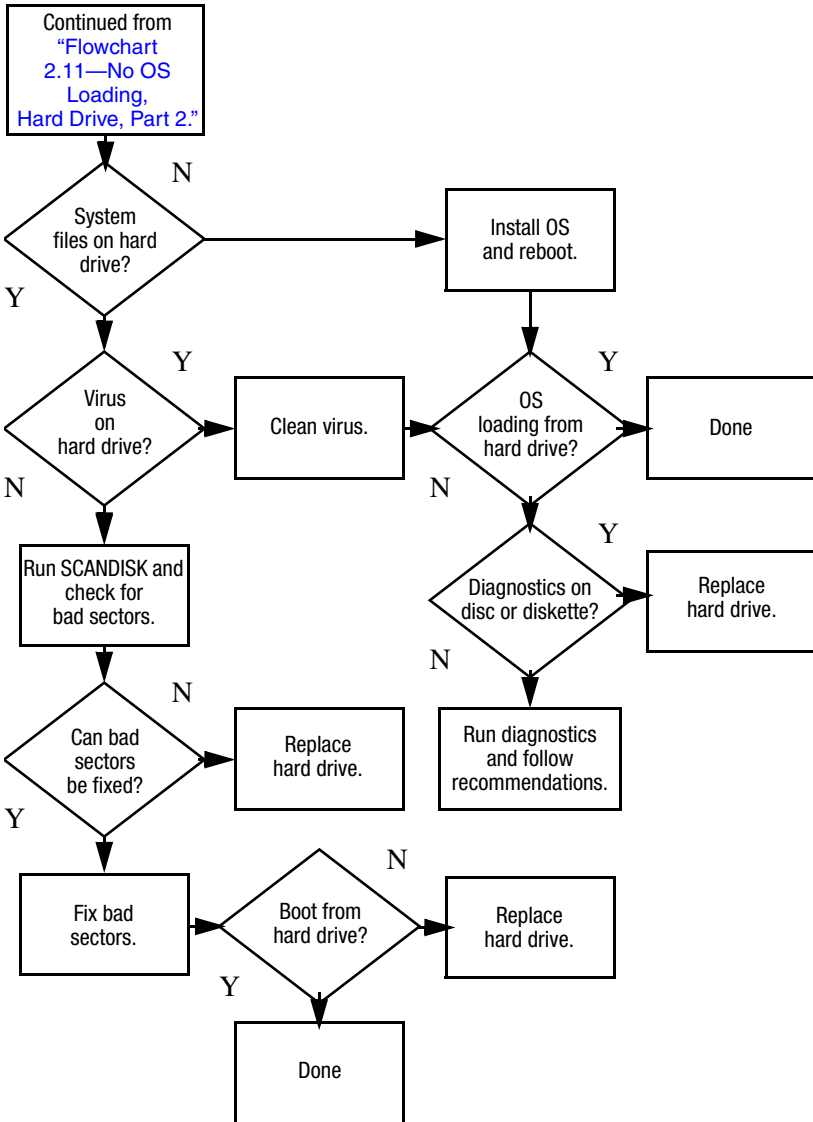 Continued from
“Flowchart
2.11—No OS
Loading,
Hard Drive, Part 2.”
N
System
files on hard
drive?
Y
Install OS
and reboot.
Y
Virus
on
hard drive?
N
Clean virus.
Y
OS
loading from
hard drive?
N
Done
Run SCANDISK and
check for
bad sectors.
Y
Diagnostics on
disc or diskette?
N
Replace
hard drive.
N
Can bad
sectors
be fixed?
Y
Replace
hard drive.
Run diagnostics
and follow
recommendations.
Fix bad
sectors.
N
Boot from
hard drive?
Y
Replace
hard drive.
Done